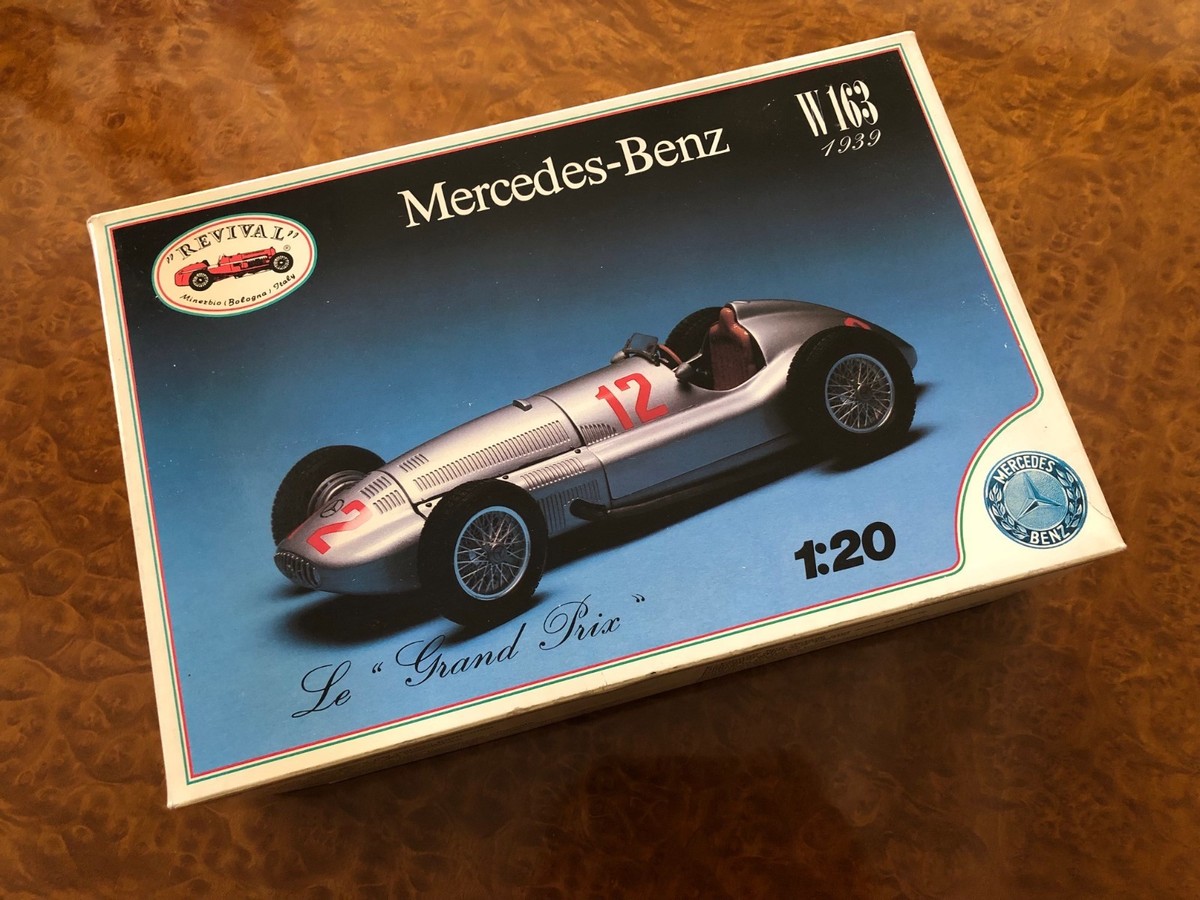 Mercedes-Benz
W 163
1939
"REVIVAL"
®
Minerbio (Bologna) Italy
12
2
1:20
MERCEDES
BENZ
Le "Grand Prix"